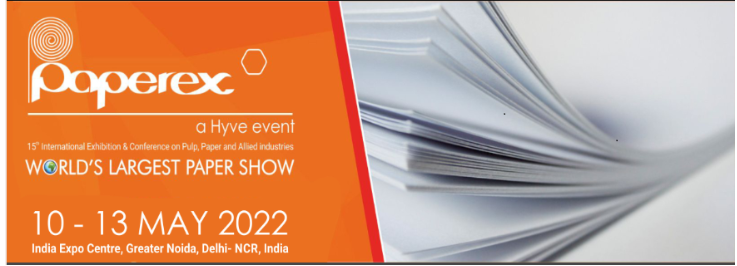 Paperex
a Hyve event
15th International Exhibition & Conference on Pulp, Paper and Allied industries
WORLD'S LARGEST PAPER SHOW
10 - 13 MAY 2022
India Expo Centre, Greater Noida, Delhi- NCR, India